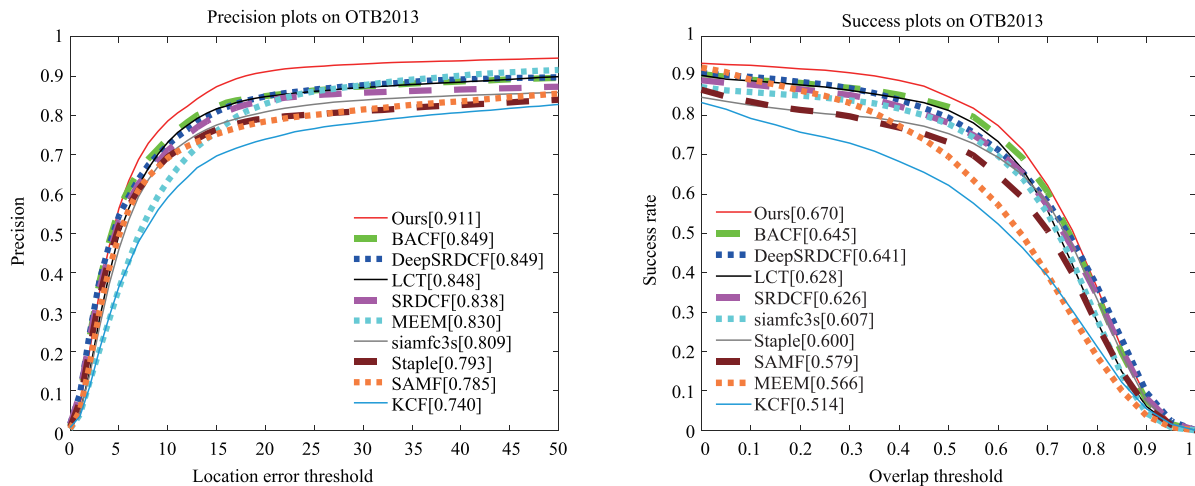 Precision plots on OTB2013
1
0.9
0.8
0.7
0.6
0.5
0.4
0.3
0.2
0.1
0
Precision
Ours[0.911]
BACF[0.849]
DeepSRDCF[0.849]
LCT[0.848]
SRDCF[0.838]
MEEM[0.830]
siamfc3s[0.809]
Staple[0.793]
SAMF[0.785]
KCF[0.740]
0 5 10 15 20 25 30 35 40 45 50
Location error threshold
Success plots on OTB2013
1
0.9
0.8
0.7
0.6
0.5
0.4
0.3
0.2
0.1
0
Success rate
Ours[0.670]
BACF[0.645]
DeepSRDCF[0.641]
LCT[0.628]
SRDCF[0.626]
siamfc3s[0.607]
Staple[0.600]
SAMF[0.579]
MEEM[0.566]
KCF[0.514]
0 0.1 0.2 0.3 0.4 0.5 0.6 0.7 0.8 0.9 1
Overlap threshold